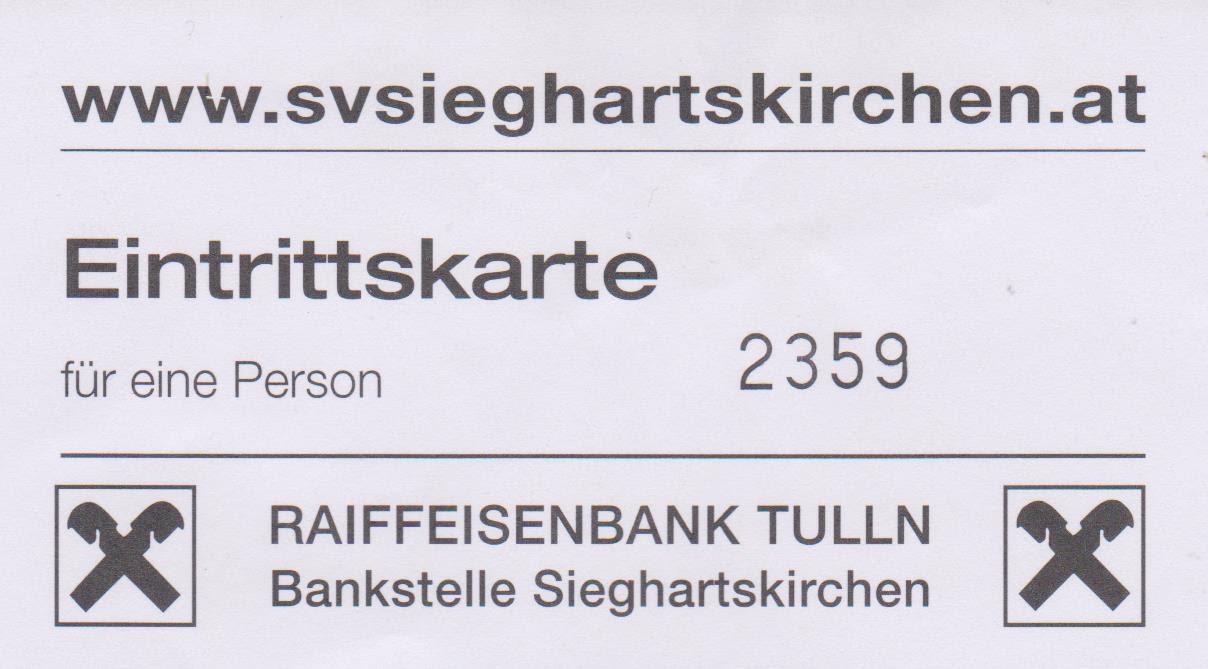 www.svsieghartskirchen.at
Eintrittskarte
für eine Person
2359
RAIFFEISENBANK TULLN
Bankstelle Sieghartskirchen